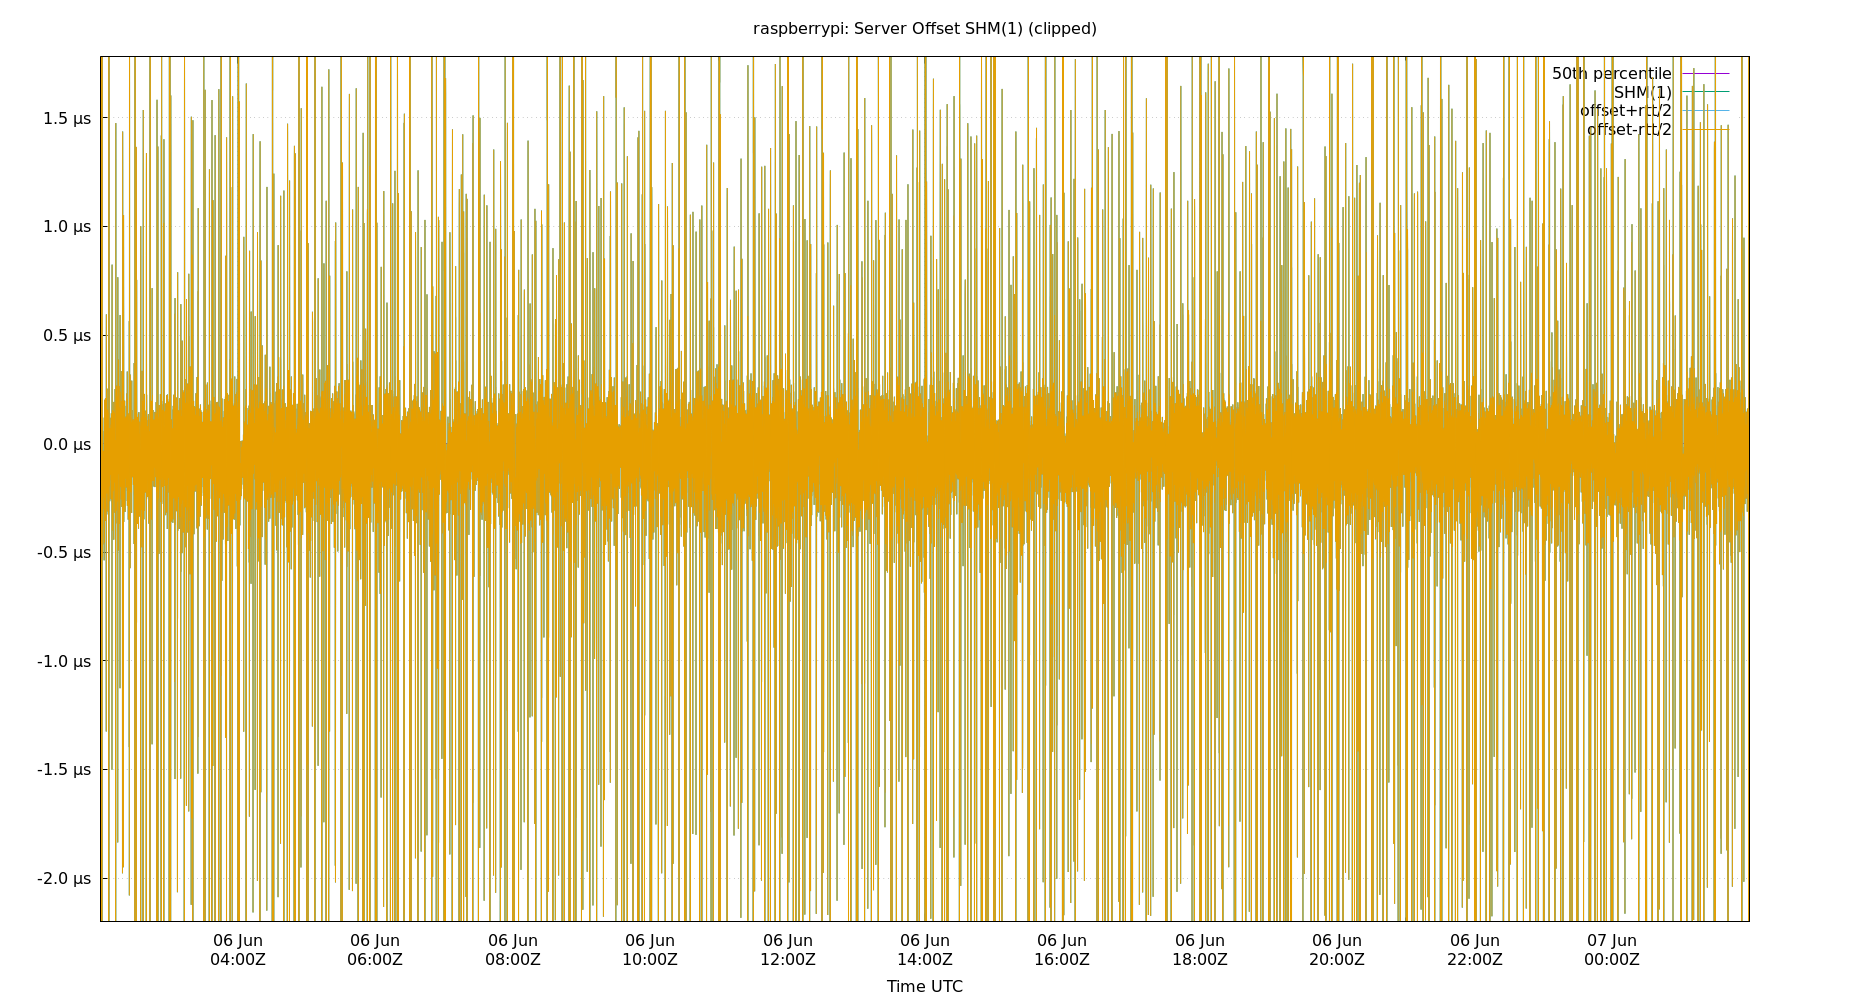 raspberrypi: Server Offset SHM(1) (clipped)
50th percentile
SHM(1)
offset+rtt/2
offset-rtt/2
1.5 µs
1.0 µs
0.5 µs
0.0 µs
-0.5 µs
-1.0 µs
-1.5 µs
-2.0 µs
06 Jun 06 Jun 06 Jun 06 Jun 06 Jun 06 Jun 06 Jun 06 Jun 06 Jun 06 Jun 07 Jun
04:00Z 06:00Z 08:00Z 10:00Z 12:00Z 14:00Z 16:00Z 18:00Z 20:00Z 22:00Z 00:00Z
Time UTC